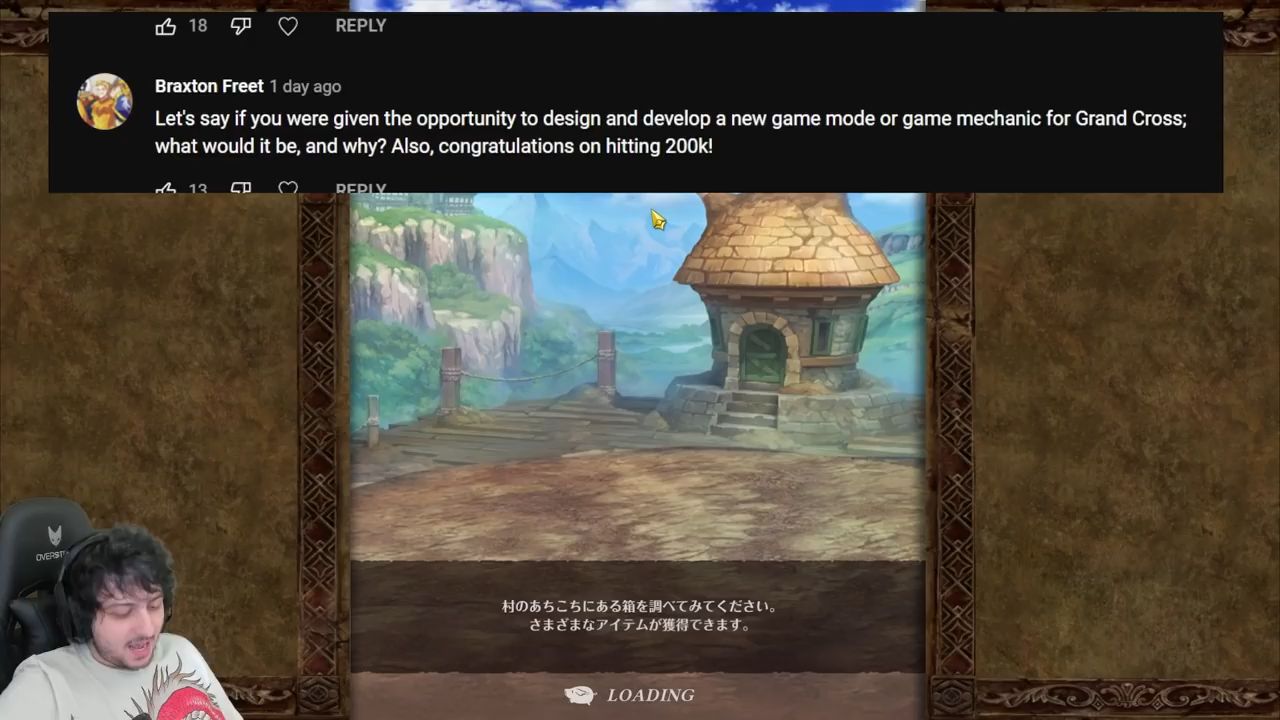 18 REPLY
Braxton Freet 1 day ago
Let's say if you were given the opportunity to design and develop a new game mode or game mechanic for Grand Cross;
what would it be, and why? Also, congratulations on hitting 200k!
13 REPLY
村のあちこちにある箱を調べてみてください。
さまざまなアイテムが獲得できます。
LOADING